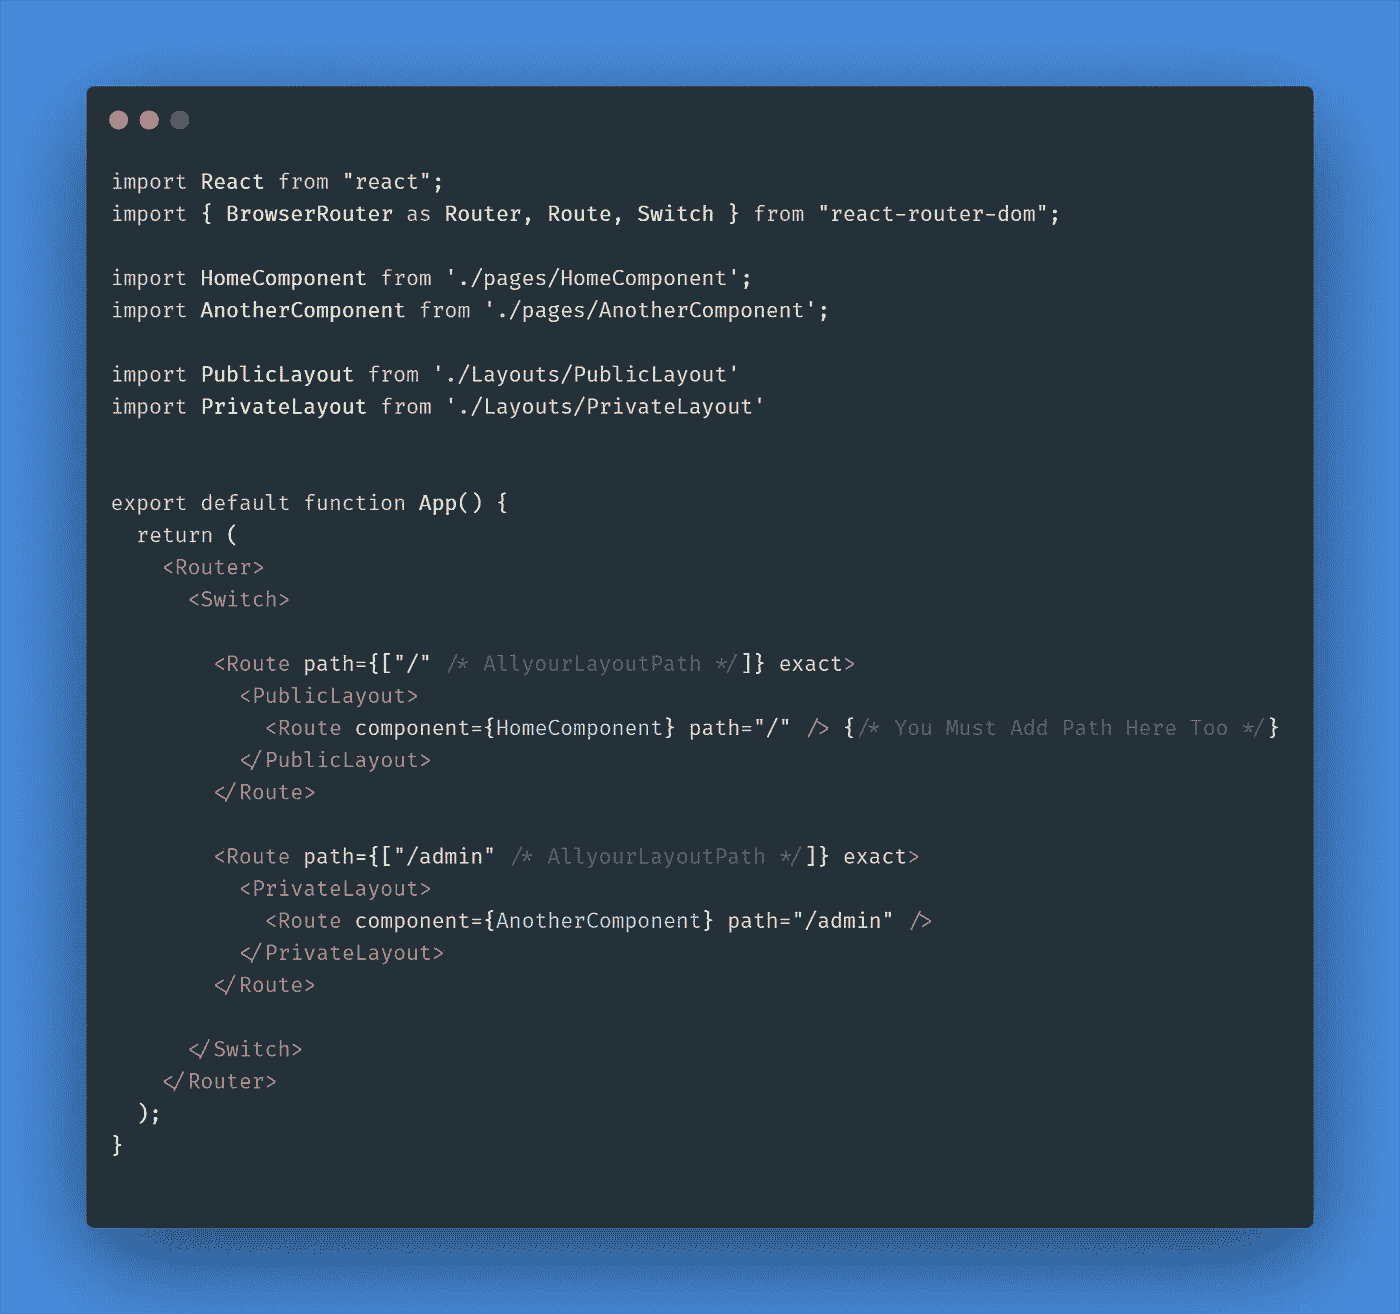 import React from "react";
import { BrowserRouter as Router, Route, Switch } from "react-router-dom";
import HomeComponent from './pages/HomeComponent';
import AnotherComponent from './pages/AnotherComponent';
import PublicLayout from './Layouts/PublicLayout'
import PrivateLayout from './Layouts/PrivateLayout'
export default function App() {
  return (
    <Router>
      <Switch>
        <Route path={["/" /* AllyourLayoutPath */]} exact>
          <PublicLayout>
            <Route component={HomeComponent} path="/" /> {/* You Must Add Path Here Too */}
          </PublicLayout>
        </Route>
        <Route path={["/admin" /* AllyourLayoutPath */]} exact>
          <PrivateLayout>
            <Route component={AnotherComponent} path="/admin" />
          </PrivateLayout>
        </Route>
      </Switch>
    </Router>
  );
}